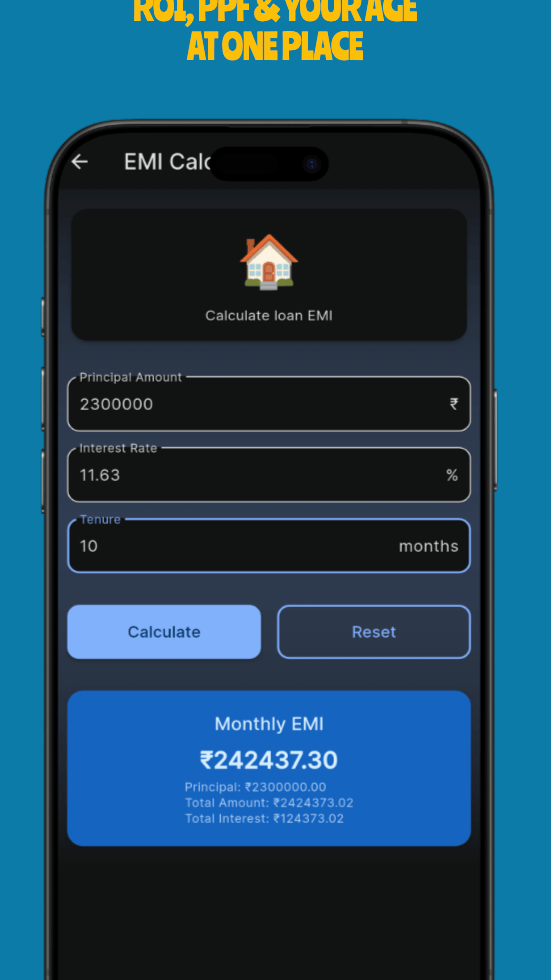 ROI, PPF & YOUR AGE
AT ONE PLACE
EMI Calc
Calculate loan EMI
Principal Amount
2300000 ₹
Interest Rate
11.63 %
Tenure
10 months
Calculate Reset
Monthly EMI
₹242437.30
Principal: ₹2300000.00
Total Amount: ₹2424373.02
Total Interest: ₹124373.02